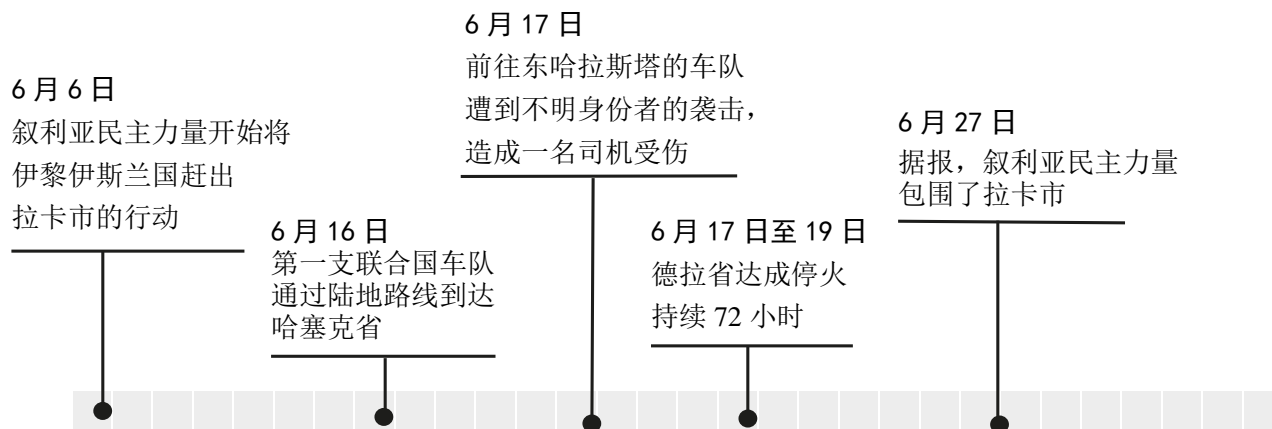 6 月 6 日
叙利亚民主力量开始将
伊黎伊斯兰国赶出
拉卡市的行动
6 月 16 日
第一支联合国车队
通过陆地路线到达
哈塞克省
6 月 17 日
前往东哈拉斯塔的车队
遭到不明身份者的袭击，
造成一名司机受伤
6 月 17 日至 19 日
德拉省达成停火
持续 72 小时
6 月 27 日
据报，叙利亚民主力量
包围了拉卡市